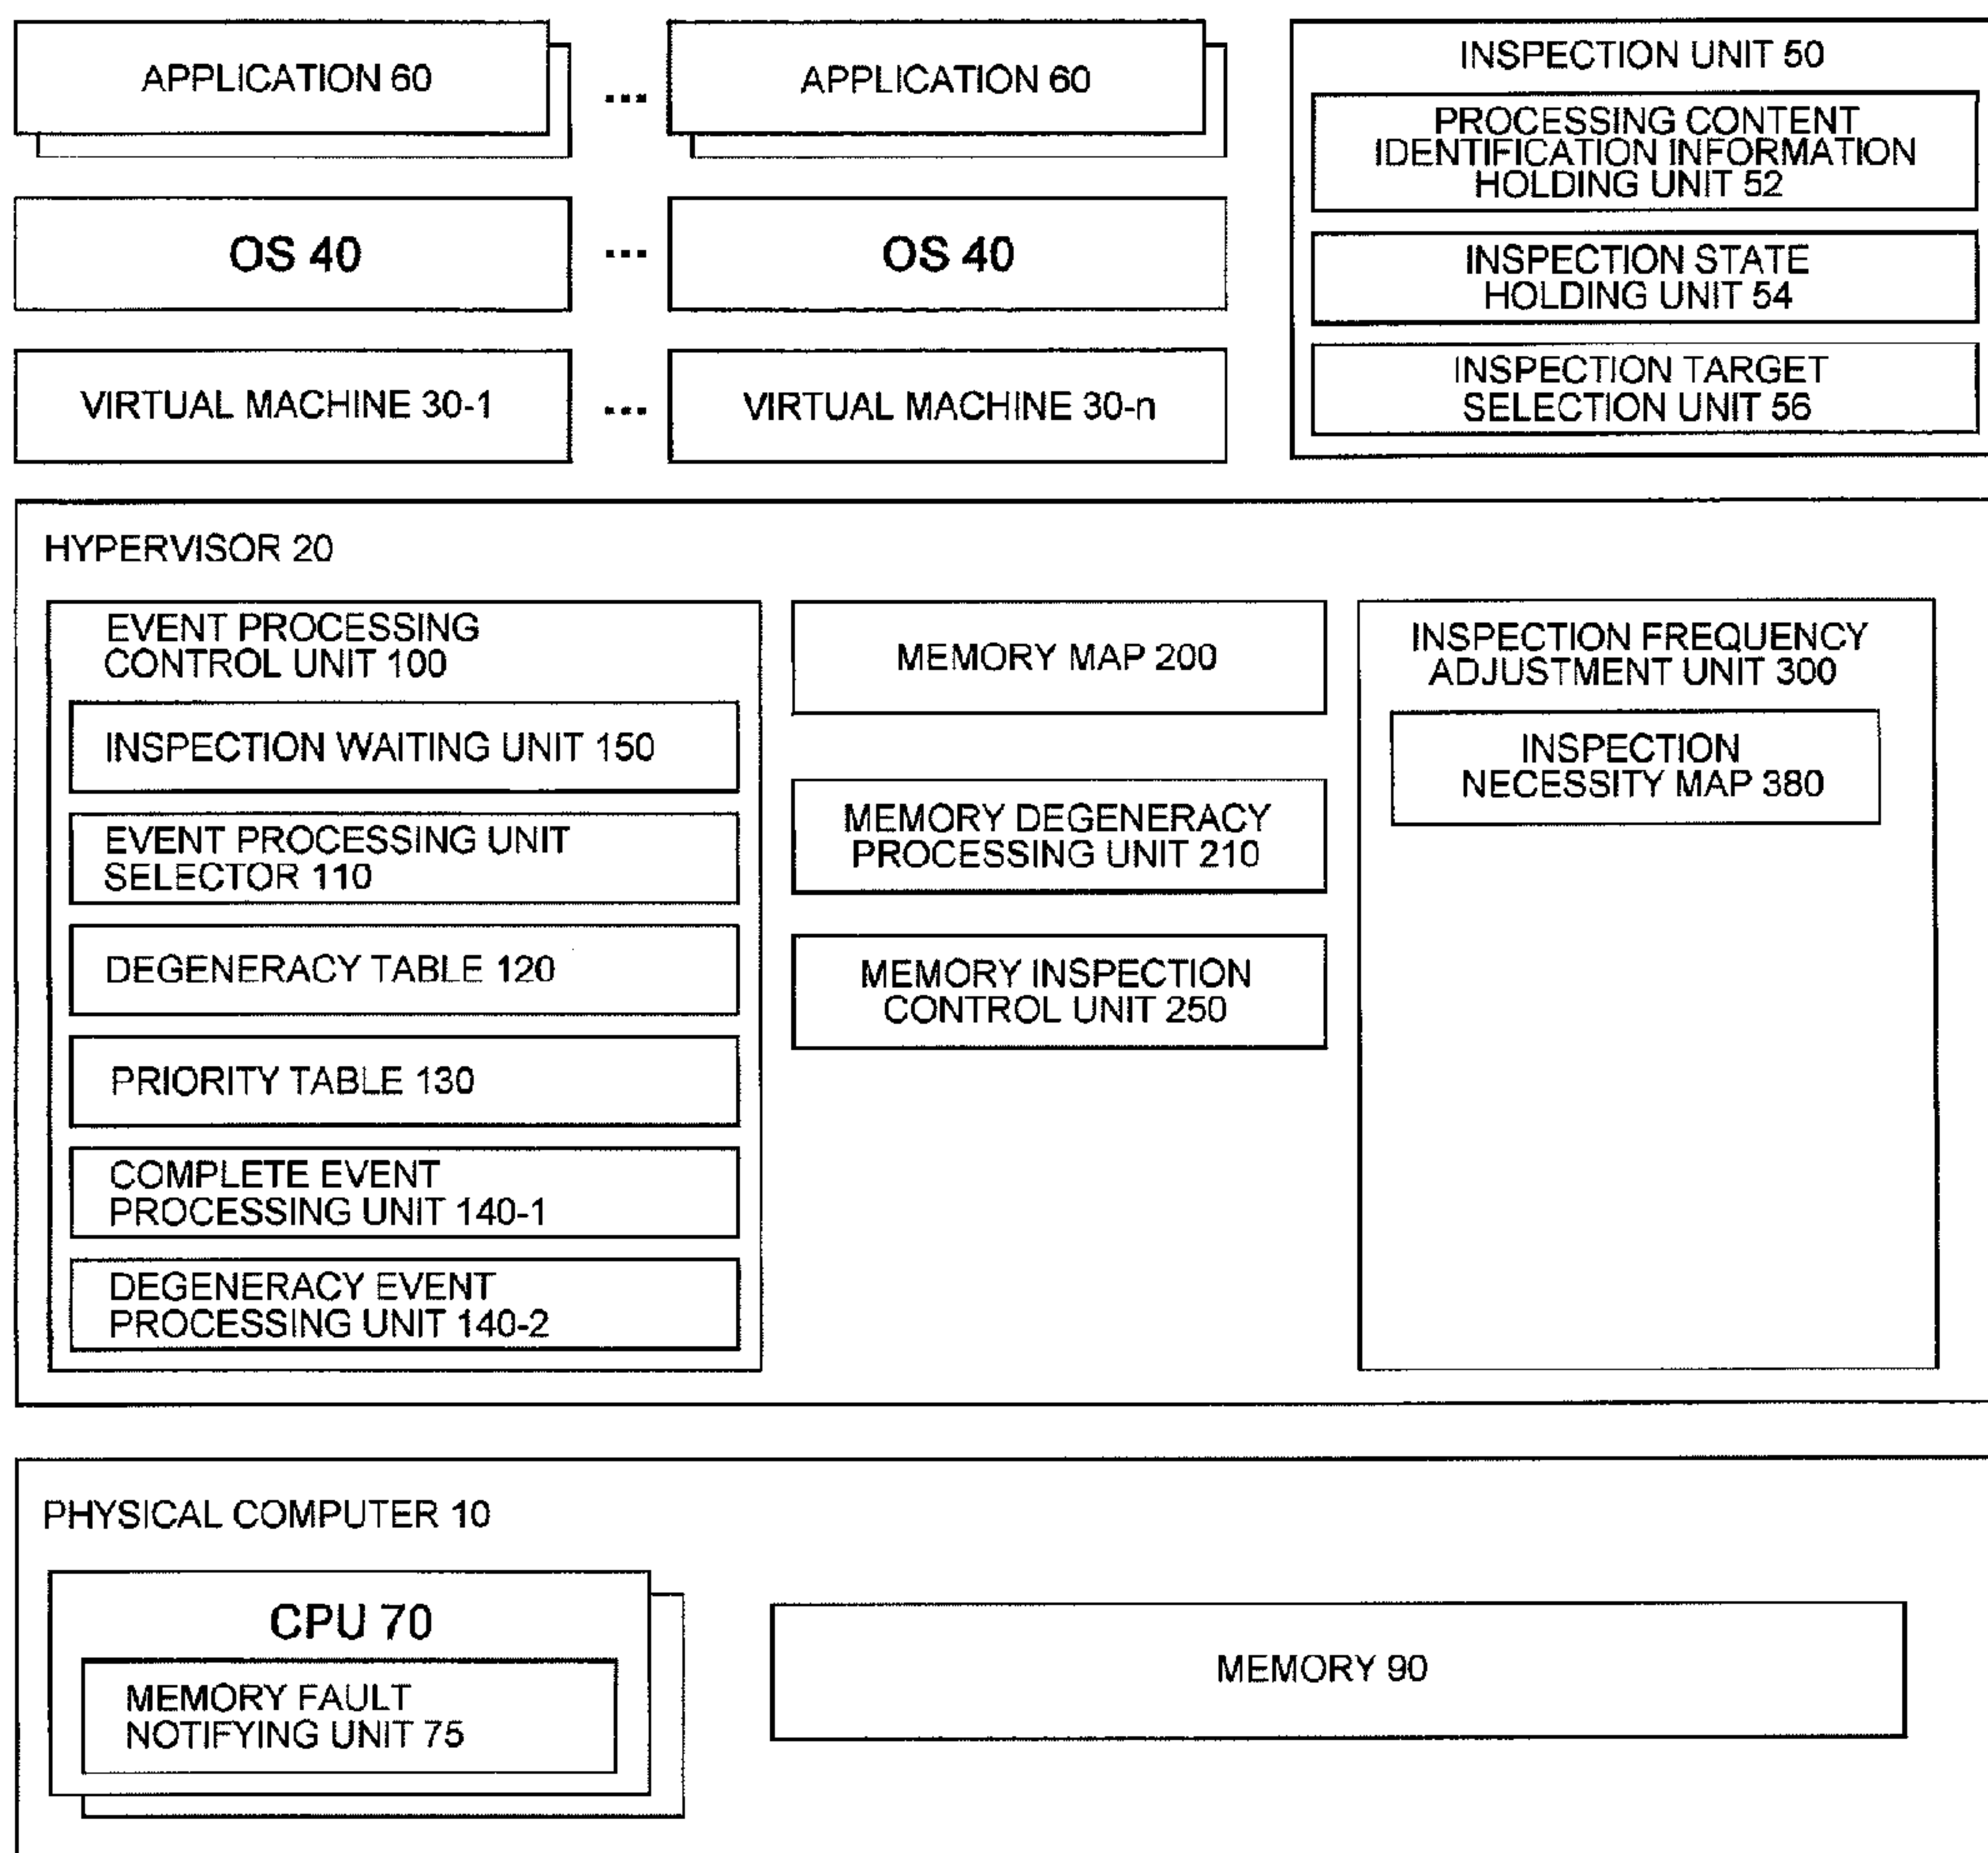 APPLICATION 60
...
APPLICATION 60
OS 40
...
OS 40
VIRTUAL MACHINE 30-1
...
VIRTUAL MACHINE 30-n
INSPECTION UNIT 50
PROCESSING CONTENT
IDENTIFICATION INFORMATION
HOLDING UNIT 52
INSPECTION STATE
HOLDING UNIT 54
INSPECTION TARGET
SELECTION UNIT 56
HYPERVISOR 20
EVENT PROCESSING
CONTROL UNIT 100
INSPECTION WAITING UNIT 150
EVENT PROCESSING UNIT
SELECTOR 110
DEGENERACY TABLE 120
PRIORITY TABLE 130
COMPLETE EVENT
PROCESSING UNIT 140-1
DEGENERACY EVENT
PROCESSING UNIT 140-2
MEMORY MAP 200
MEMORY DEGENERACY
PROCESSING UNIT 210
MEMORY INSPECTION
CONTROL UNIT 250
INSPECTION FREQUENCY
ADJUSTMENT UNIT 300
INSPECTION
NECESSITY MAP 380
PHYSICAL COMPUTER 10
CPU 70
MEMORY FAULT
NOTIFYING UNIT 75
MEMORY 90